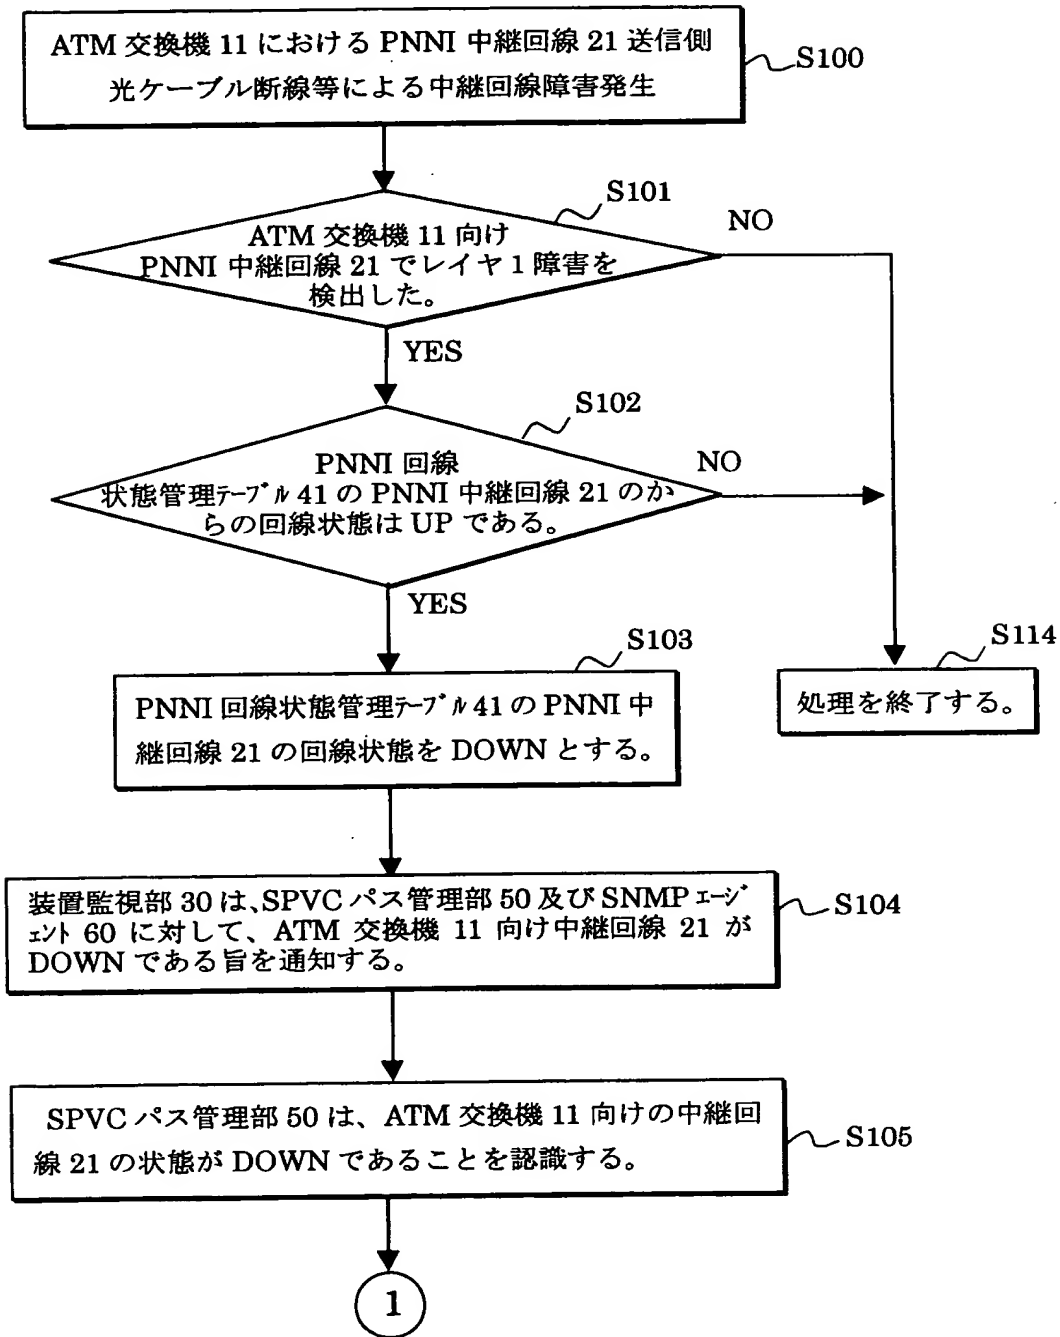 ATM 交換機 11 における PNNI 中継回線 21 送信側
光ケーブル断線等による中継回線障害発生
S100
S101
NO
ATM 交換機 11 向け
PNNI 中継回線 21 でレイヤ 1 障害を
検出した。
YES
S102
NO
PNNI 回線
状態管理テーブル 41 の PNNI 中継回線 21 のか
らの回線状態は UP である。
YES
S103
S114
PNNI 回線状態管理テーブル 41 の PNNI 中
継回線 21 の回線状態を DOWN とする。
処理を終了する。
装置監視部 30 は、SPVC パス管理部 50 及び SNMP エージ
ェント 60 に対して、ATM 交換機 11 向け中継回線 21 が
DOWN である旨を通知する。
S104
SPVC パス管理部 50 は、ATM 交換機 11 向けの中継回
線 21 の状態が DOWN であることを認識する。
S105
1